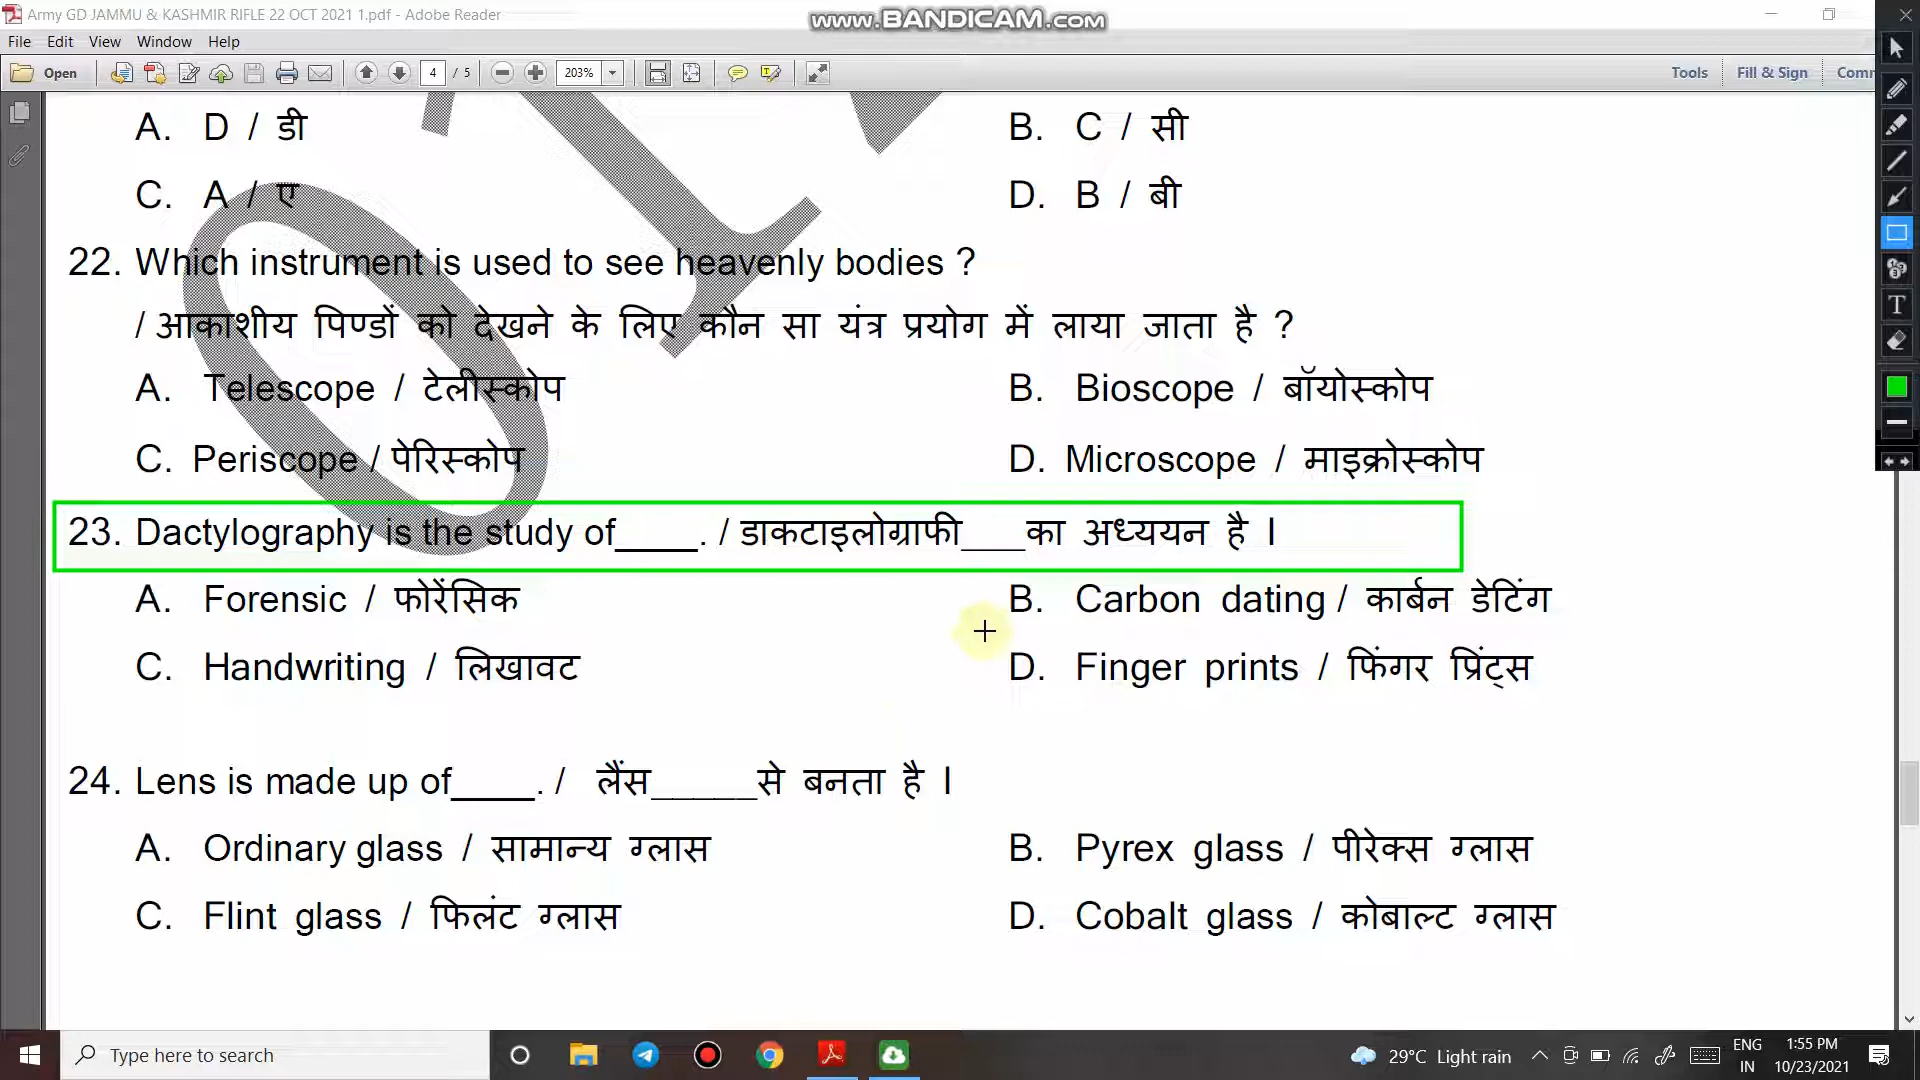 Army GD JAMMU & KASHMIR RIFLE 22 OCT 2021 1.pdf - Adobe Reader
www.BANDICAM.com
File Edit View Window Help
Open 4 / 5 203% Tools Fill & Sign Comm
A. D / डी B. C / सी
C. A / ए D. B / बी
22. Which instrument is used to see heavenly bodies ?
/ आकाशीय पिण्डों को देखने के लिए कौन सा यंत्र प्रयोग में लाया जाता है ?
A. Telescope / टेलीस्कोप B. Bioscope / बॉयोस्कोप
C. Periscope / पेरिस्कोप D. Microscope / माइक्रोस्कोप
23. Dactylography is the study of____. / डाकटाइलोग्राफी___का अध्ययन है I
A. Forensic / फोरेंसिक B. Carbon dating / कार्बन डेटिंग
C. Handwriting / लिखावट D. Finger prints / फिंगर प्रिंट्स
24. Lens is made up of____. / लैंस_____से बनता है I
A. Ordinary glass / सामान्य ग्लास B. Pyrex glass / पीरेक्स ग्लास
C. Flint glass / फिलंट ग्लास D. Cobalt glass / कोबाल्ट ग्लास
Type here to search 29°C Light rain ENG IN 1:55 PM 10/23/2021